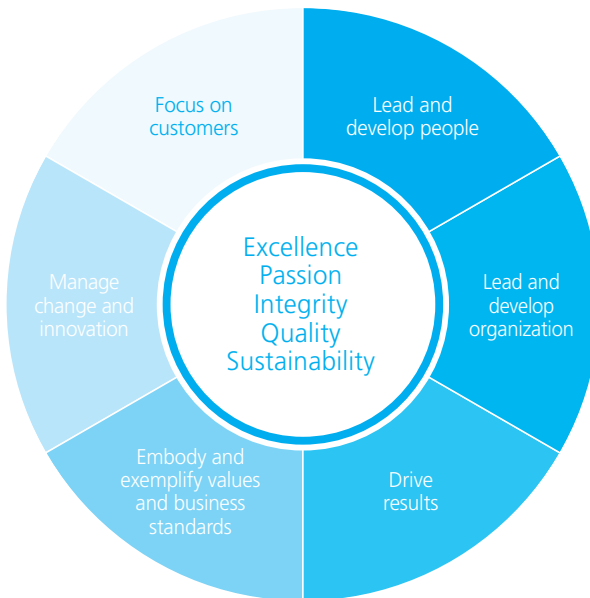 Focus on
customers
Lead and
develop people
Lead and
develop
organization
Drive
results
Embody and
exemplify values
and business
standards
Manage
change and
innovation
Excellence
Passion
Integrity
Quality
Sustainability